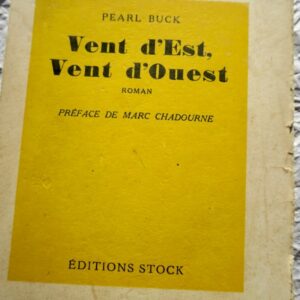 PEARL BUCK
Vent d'Est,
Vent d'Ouest
ROMAN
PRÉFACE DE MARC CHADOURNE
ÉDITIONS STOCK